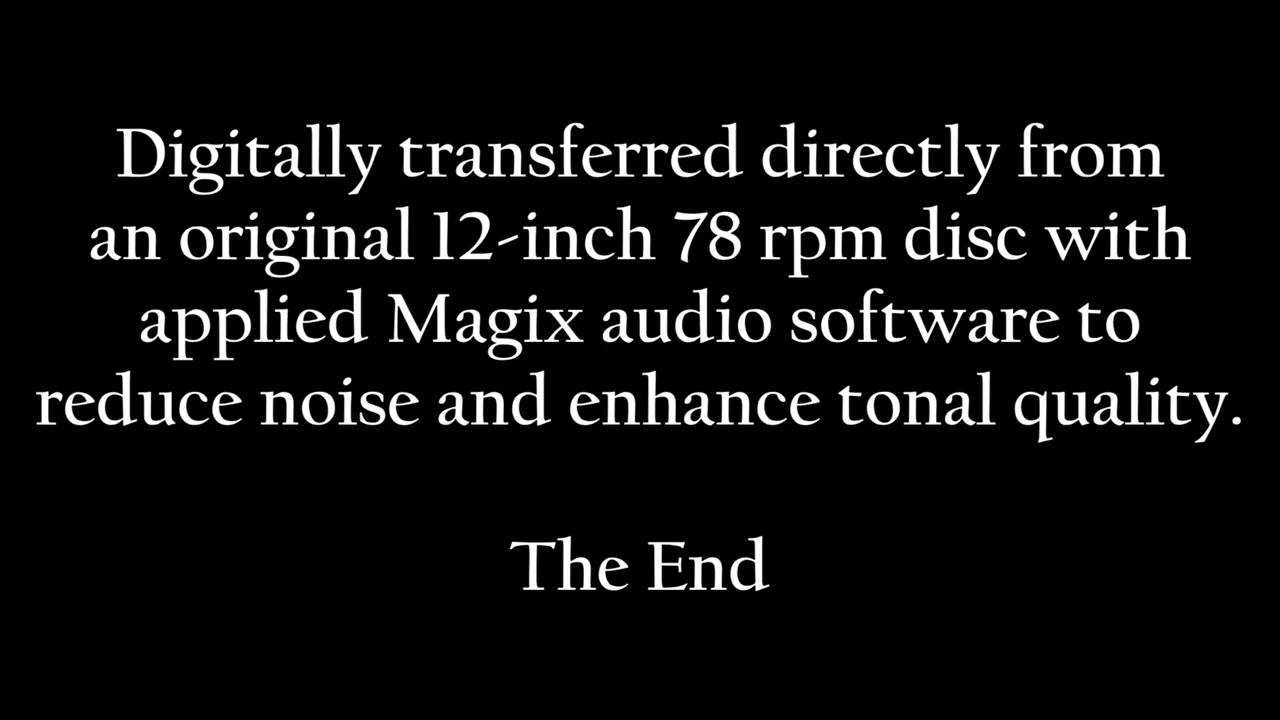 Digitally transferred directly from
an original 12-inch 78 rpm disc with
applied Magix audio software to
reduce noise and enhance tonal quality.
The End